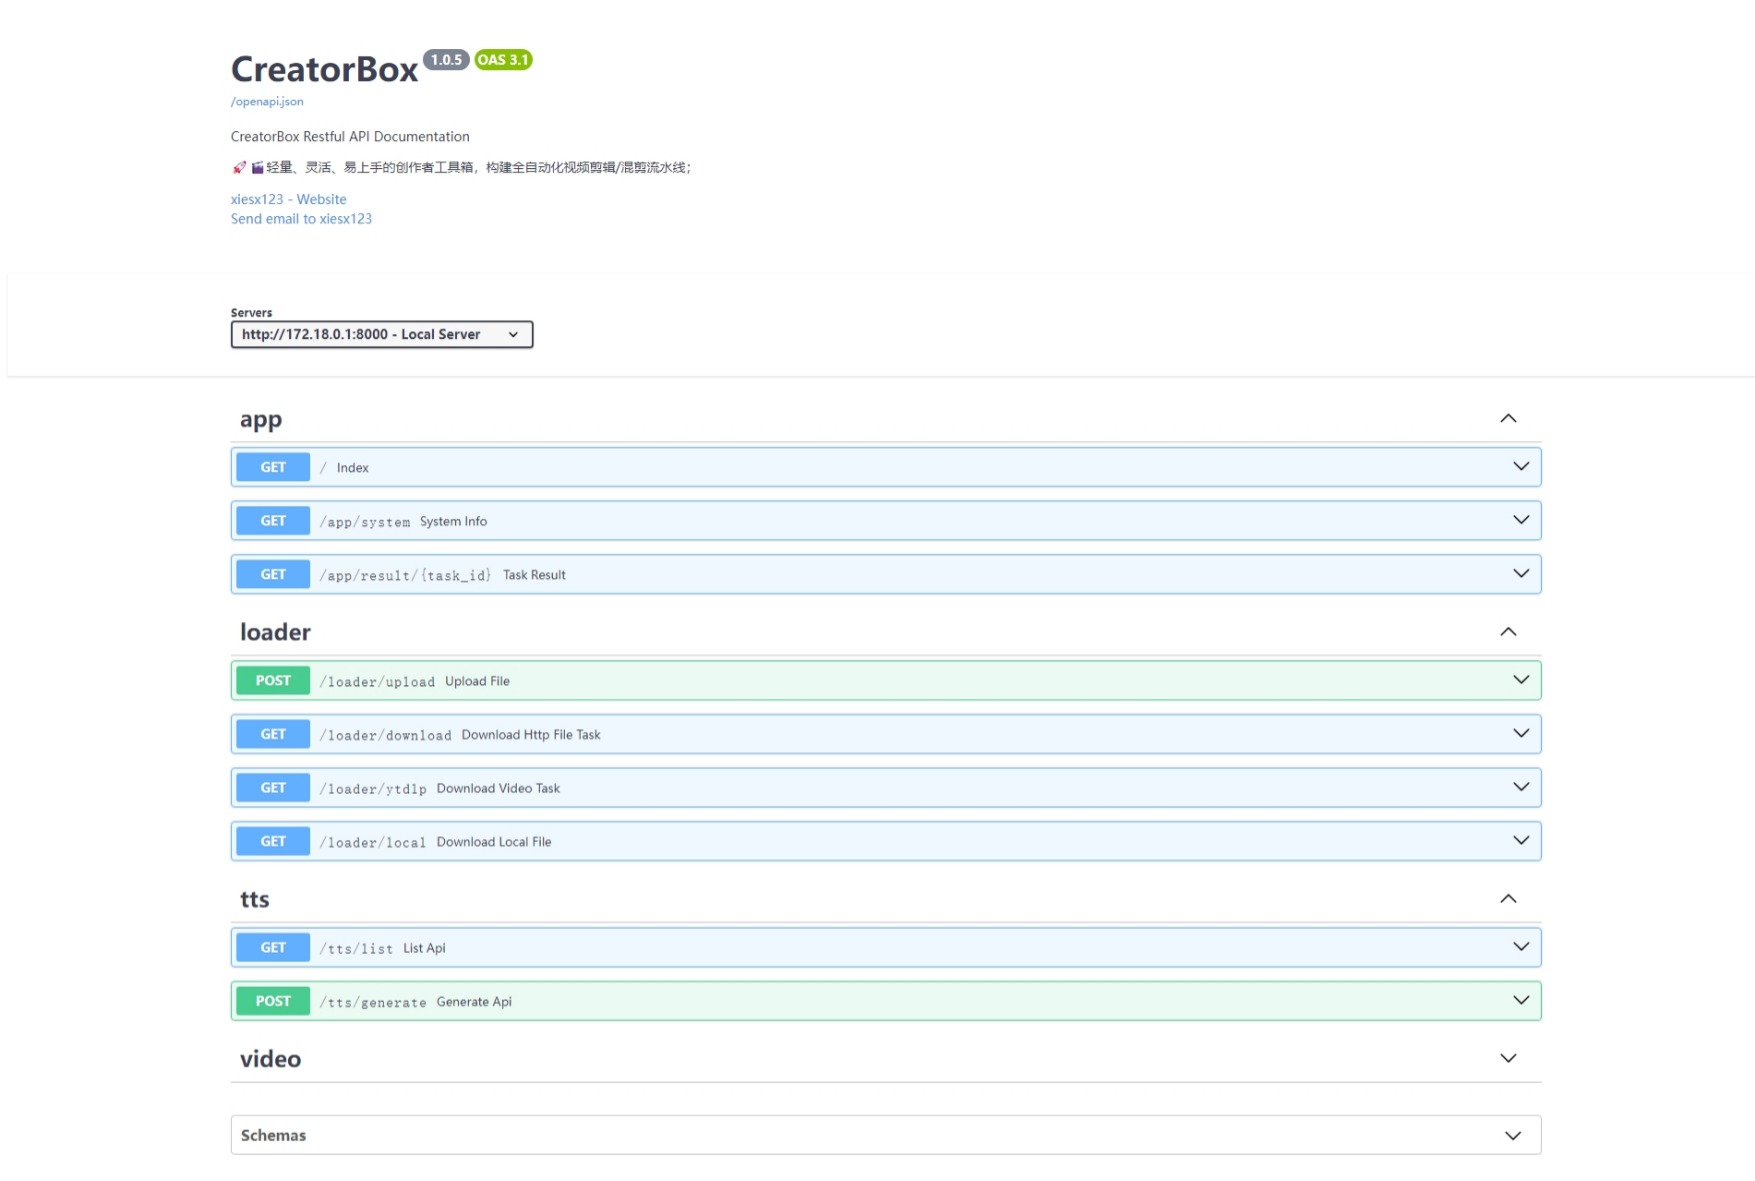 CreatorBox 1.0.5 OAS 3.1
/openapi.json
CreatorBox Restful API Documentation
🚀 🎬轻量、灵活、易上手的创作者工具箱，构建全自动化视频剪辑/混剪流水线；
xiesx123 - Website
Send email to xiesx123
Servers
http://172.18.0.1:8000 - Local Server
app
GET / Index
GET /app/system System Info
GET /app/result/{task_id} Task Result
loader
POST /loader/upload Upload File
GET /loader/download Download Http File Task
GET /loader/ytdlp Download Video Task
GET /loader/local Download Local File
tts
GET /tts/list List Api
POST /tts/generate Generate Api
video
Schemas